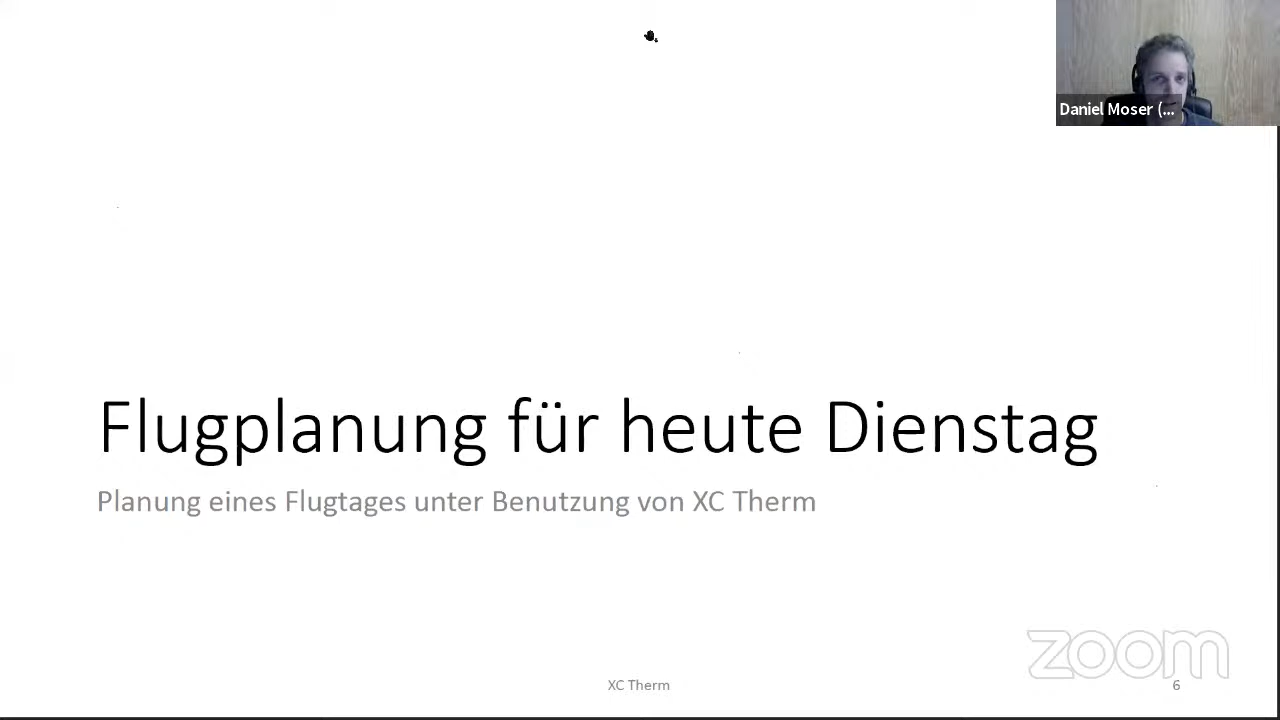 Daniel Moser (...
Flugplanung für heute Dienstag
Planung eines Flugtages unter Benutzung von XC Therm
zoom
XC Therm
6